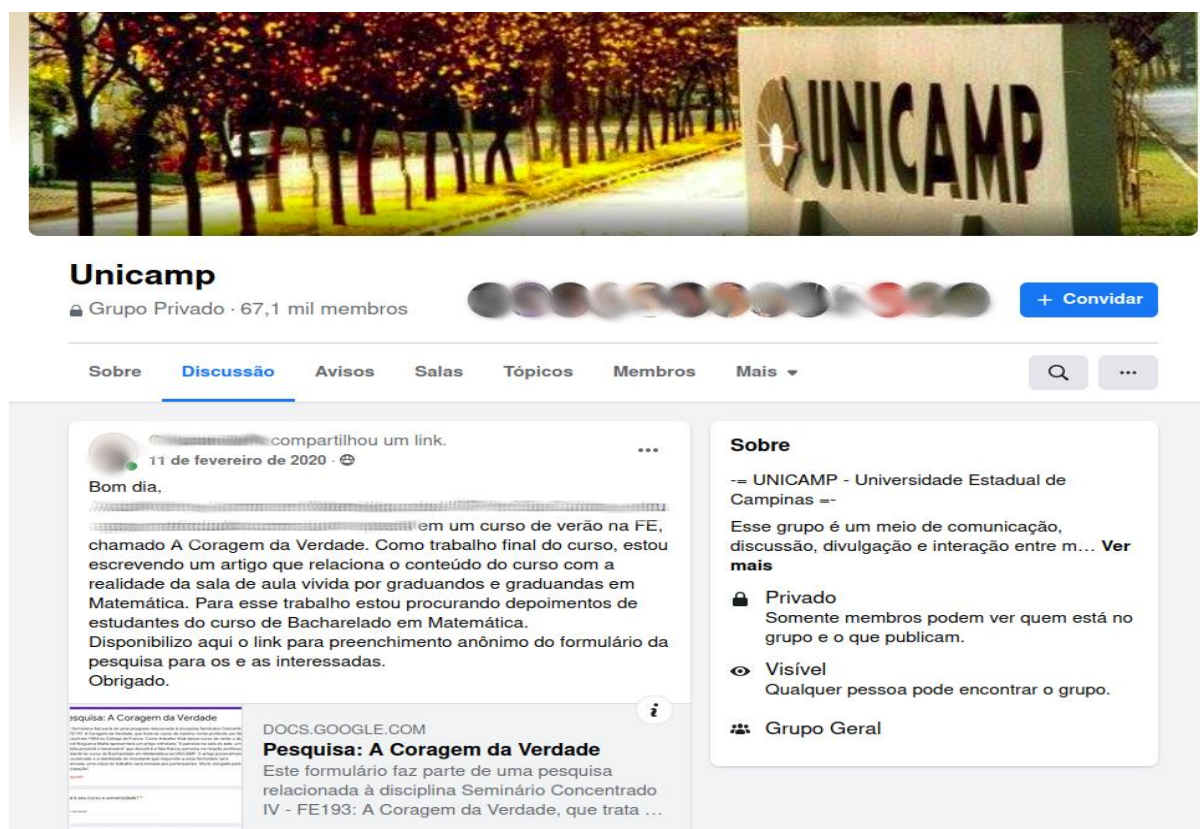 UNICAMP
Unicamp
Grupo Privado · 67,1 mil membros
+ Convidar
Sobre
Discussão
Avisos
Salas
Tópicos
Membros
Mais
compartilhou um link.
11 de fevereiro de 2020 ·
Bom dia,
em um curso de verão na FE,
chamado A Coragem da Verdade. Como trabalho final do curso, estou
escrevendo um artigo que relaciona o conteúdo do curso com a
realidade da sala de aula vivida por graduandos e graduandas em
Matemática. Para esse trabalho estou procurando depoimentos de
estudantes do curso de Bacharelado em Matemática.
Disponibilizo aqui o link para preenchimento anônimo do formulário da
pesquisa para os e as interessadas.
Obrigado.
esquisa: A Coragem da Verdade
DOCS.GOOGLE.COM
Pesquisa: A Coragem da Verdade
Este formulário faz parte de uma pesquisa
relacionada à disciplina Seminário Concentrado
IV - FE193: A Coragem da Verdade, que trata ...
Sobre
-= UNICAMP - Universidade Estadual de
Campinas =-
Esse grupo é um meio de comunicação,
discussão, divulgação e interação entre m... Ver
mais
Privado
Somente membros podem ver quem está no
grupo e o que publicam.
Visível
Qualquer pessoa pode encontrar o grupo.
Grupo Geral